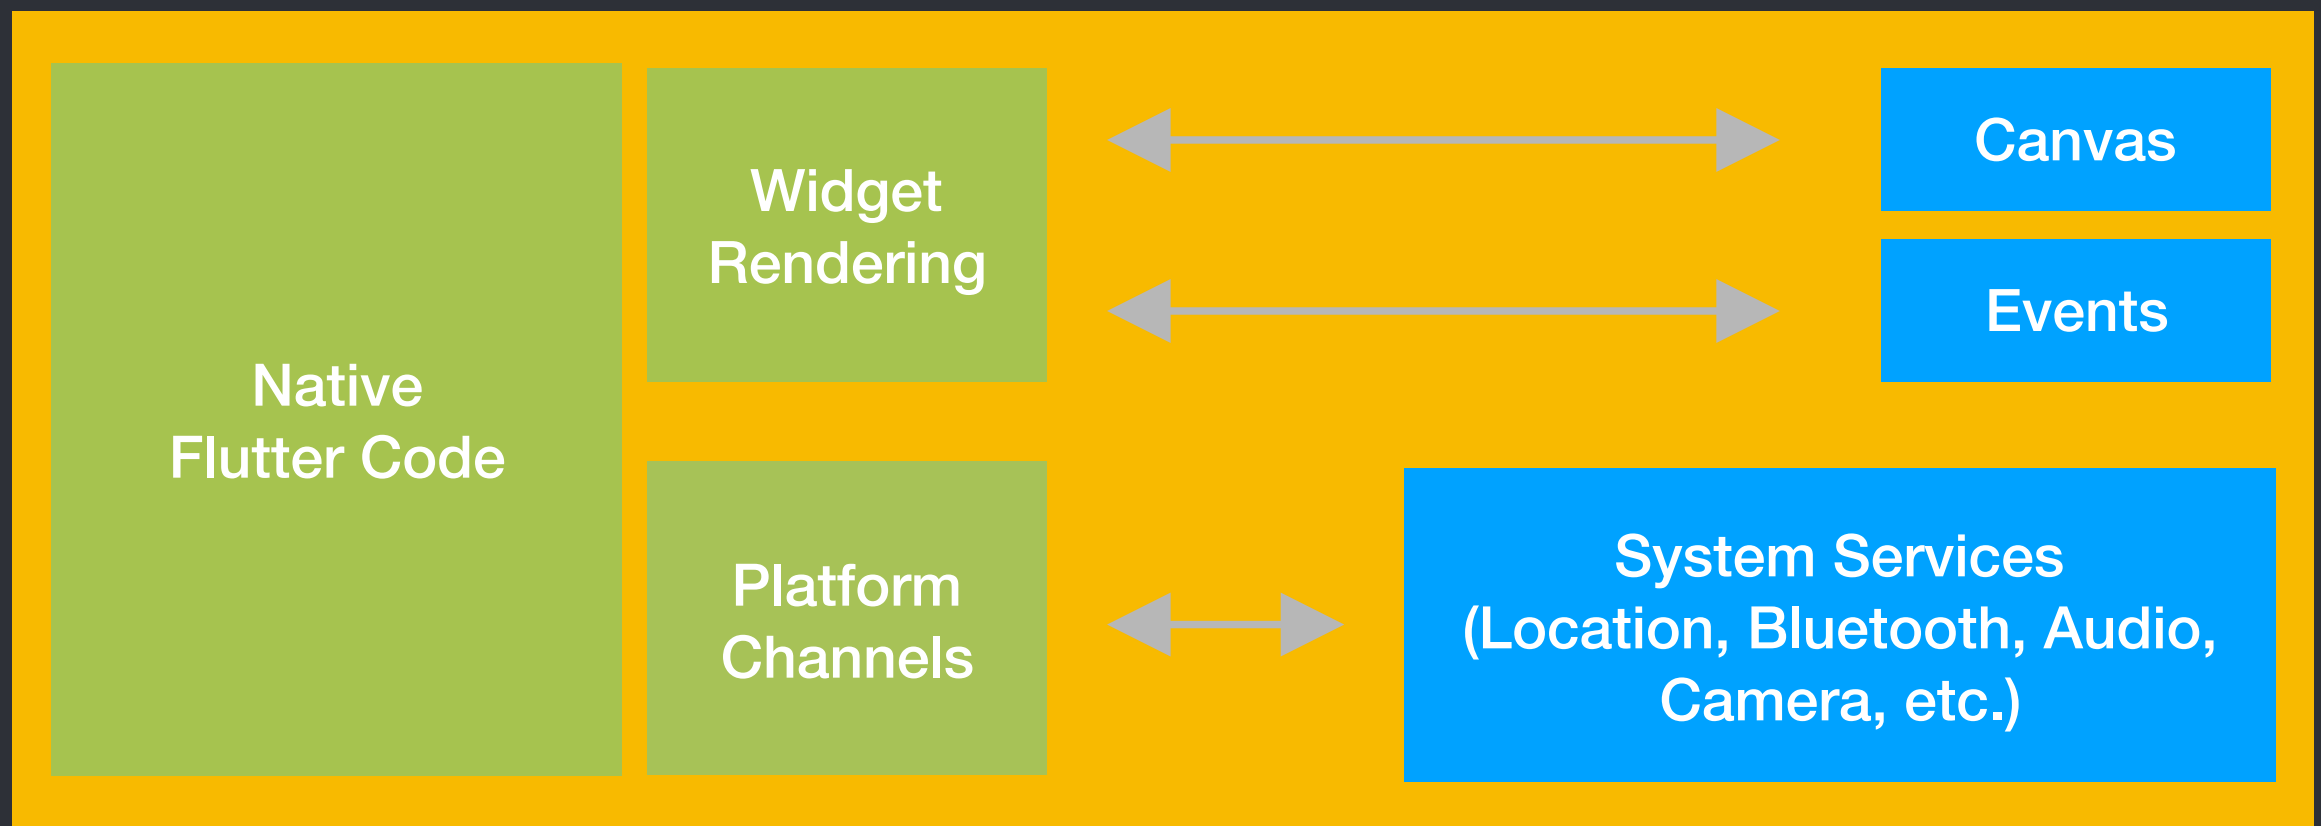 Native
Flutter Code
Widget
Rendering
Platform
Channels
Canvas
Events
System Services
(Location, Bluetooth, Audio,
Camera, etc.)